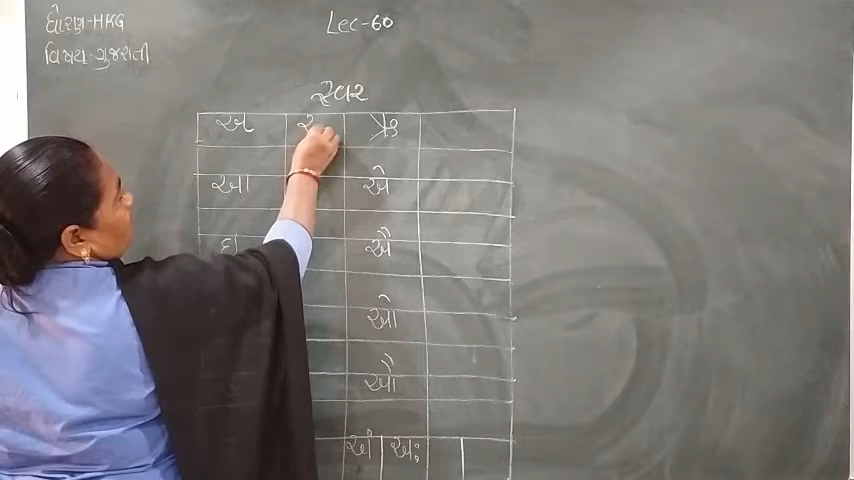 ધોરણ-HKG
વિષય-ગુજરાતી
Lec-60
સ્વર
અ ઋ
આ એ
ઇ ઐ
ઓ
ઔ
અં અઃ